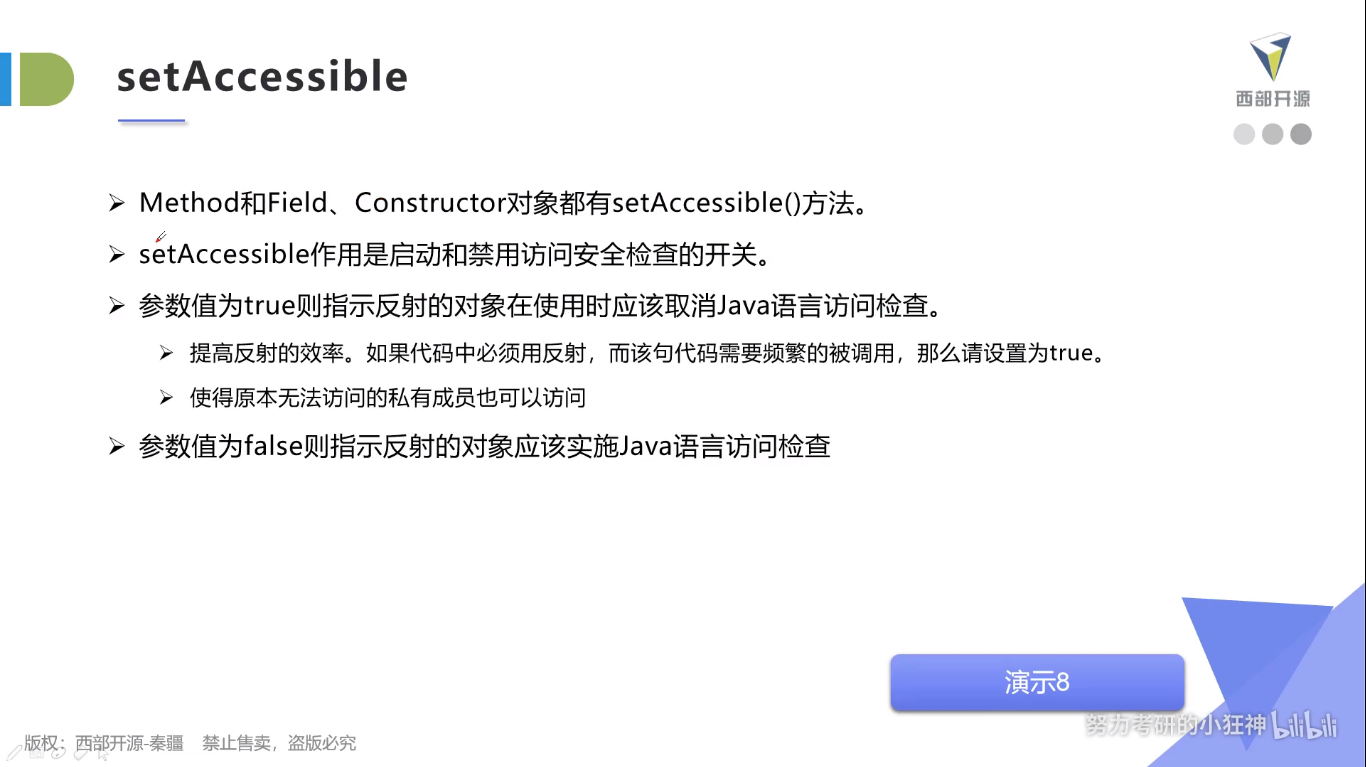 setAccessible
西部开源
Method和Field、Constructor对象都有setAccessible()方法。
setAccessible作用是启动和禁用访问安全检查的开关。
参数值为true则指示反射的对象在使用时应该取消Java语言访问检查。
提高反射的效率。如果代码中必须用反射，而该句代码需要频繁的被调用，那么请设置为true。
使得原本无法访问的私有成员也可以访问
参数值为false则指示反射的对象应该实施Java语言访问检查
演示8
努力考研的小狂神 bilibili
版权：西部开源-秦疆 禁止售卖，盗版必究